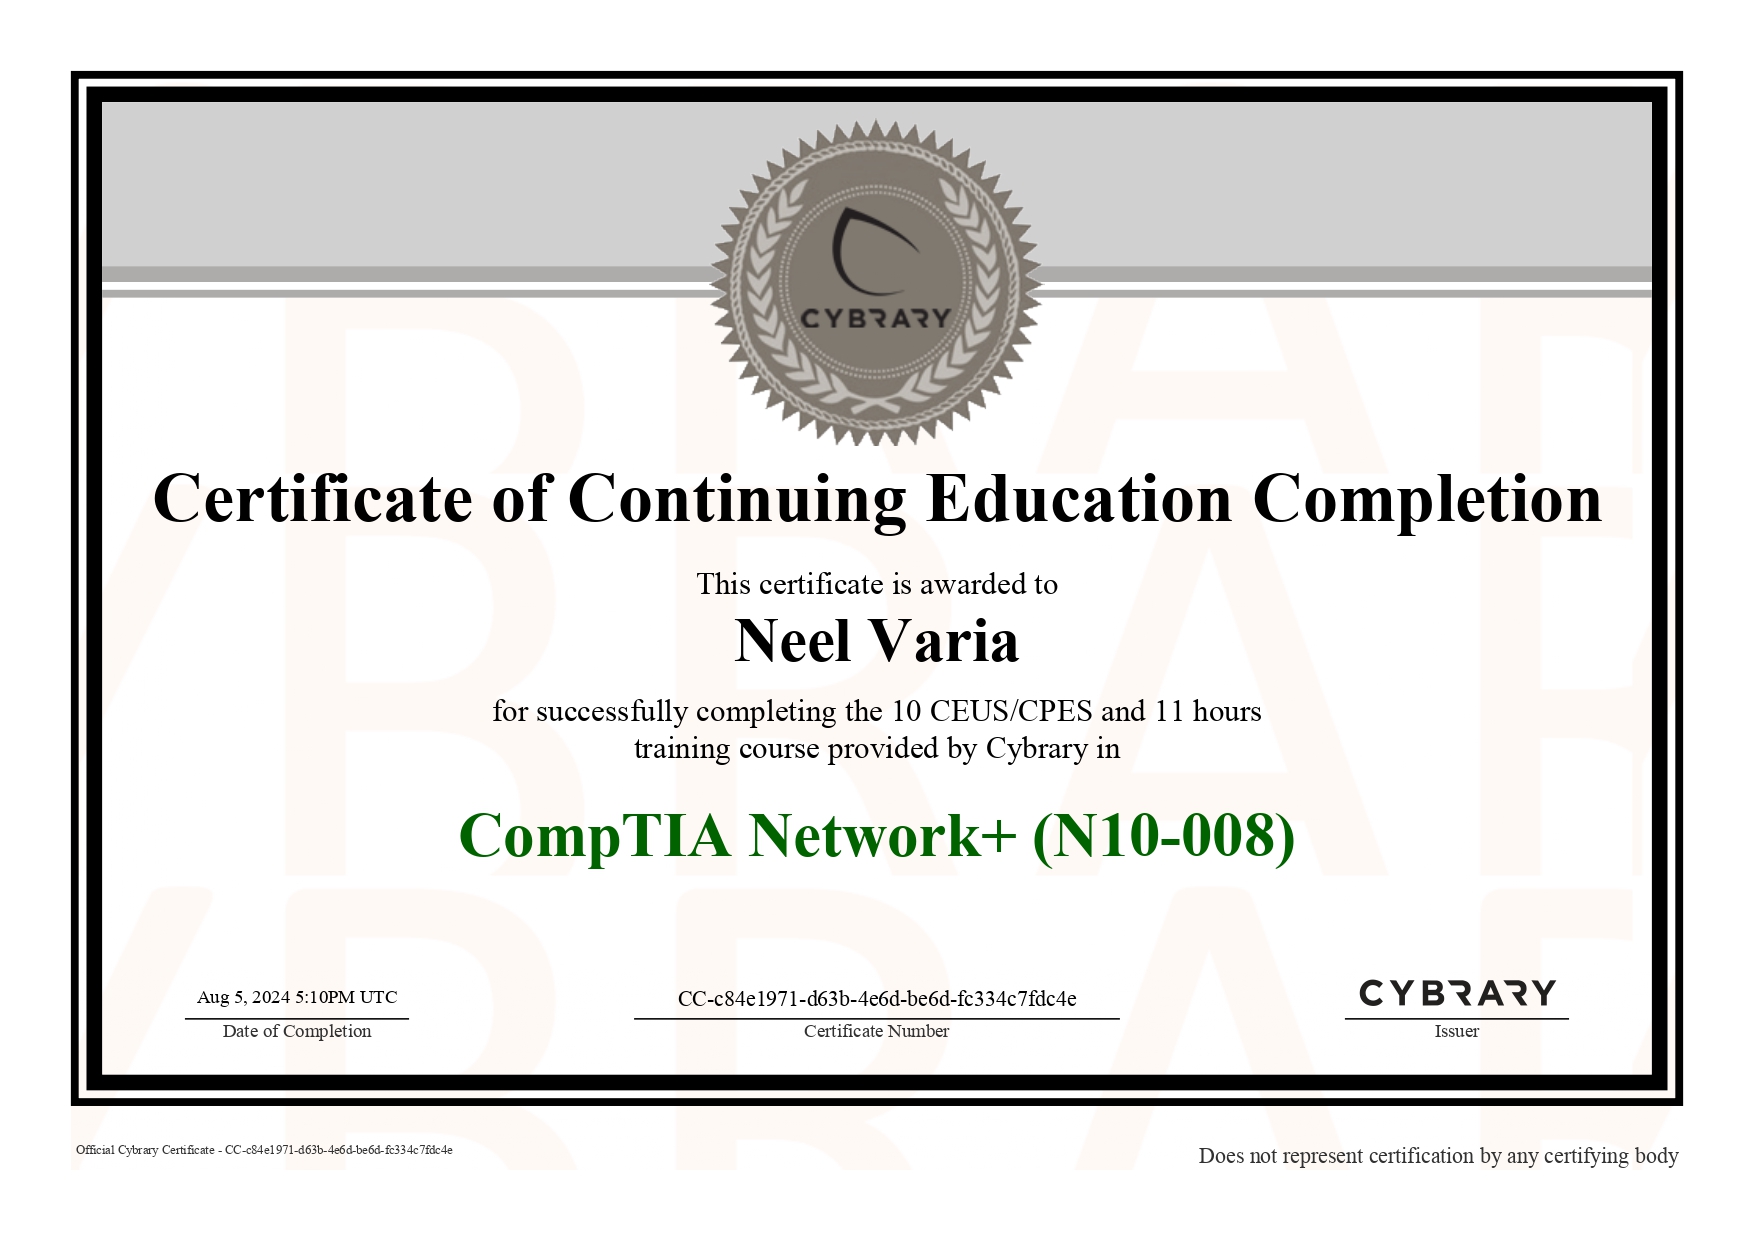 CYBRARY
Certificate of Continuing Education Completion
This certificate is awarded to
Neel Varia
for successfully completing the 10 CEUS/CPES and 11 hours
training course provided by Cybrary in
CompTIA Network+ (N10-008)
Aug 5, 2024 5:10PM UTC
Date of Completion
CC-c84e1971-d63b-4e6d-be6d-fc334c7fdc4e
Certificate Number
CYBRARY
Issuer
Official Cybrary Certificate - CC-c84e1971-d63b-4e6d-be6d-fc334c7fdc4e
Does not represent certification by any certifying body